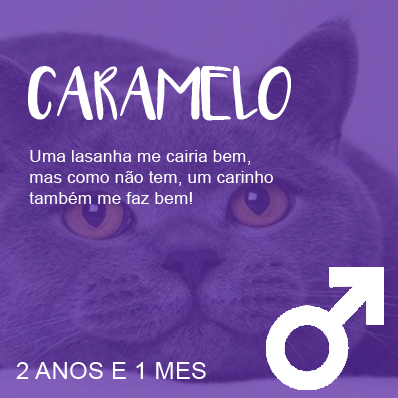 CARAMELO
Uma lasanha me cairia bem,
mas como não tem, um carinho
também me faz bem!
2 ANOS E 1 MES